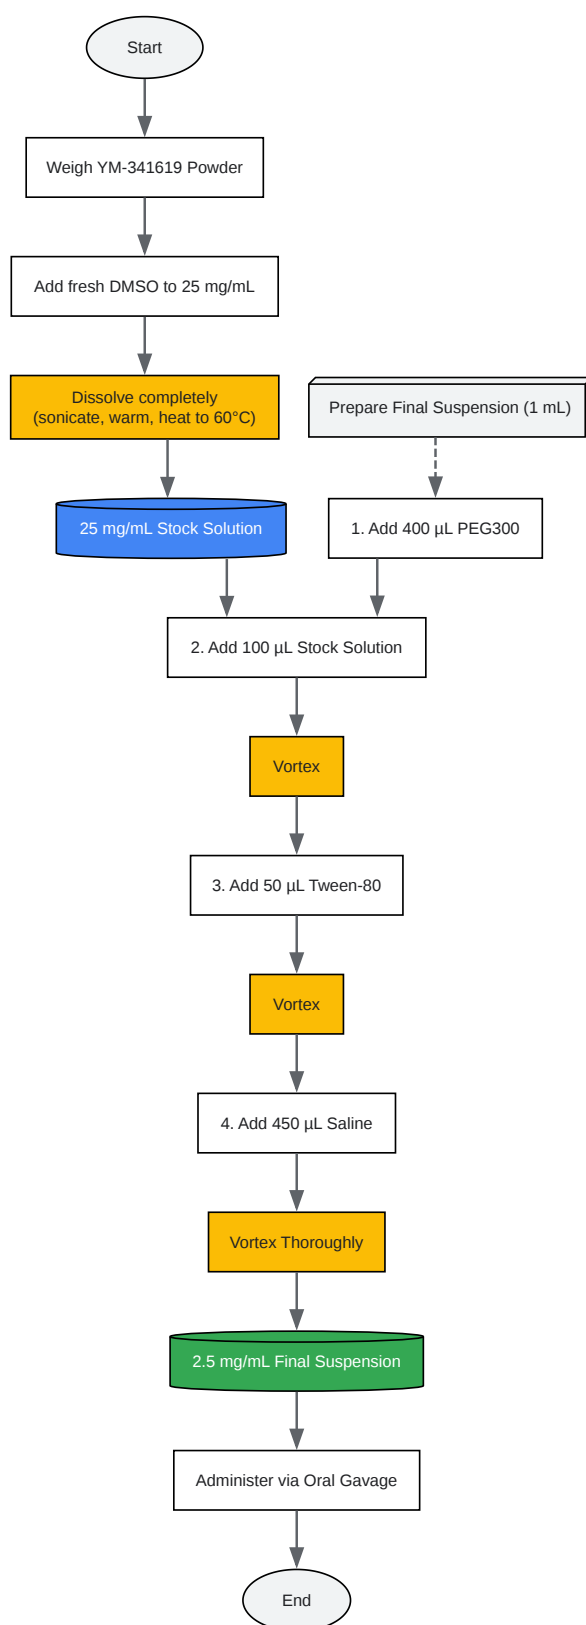 Start
Weigh YM-341619 Powder
Add fresh DMSO to 25 mg/mL
Dissolve completely
(sonicate, warm, heat to 60°C)
Prepare Final Suspension (1 mL)
25 mg/mL Stock Solution
1. Add 400 µL PEG300
2. Add 100 µL Stock Solution
Vortex
3. Add 50 µL Tween-80
Vortex
4. Add 450 µL Saline
Vortex Thoroughly
2.5 mg/mL Final Suspension
Administer via Oral Gavage
End